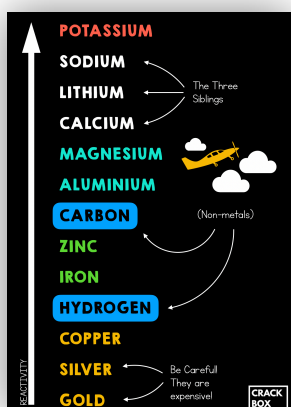 POTASSIUM
SODIUM
LITHIUM
The Three
Siblings
CALCIUM
MAGNESIUM
ALUMINIUM
CARBON
(Non-metals)
ZINC
IRON
HYDROGEN
COPPER
SILVER
Be Careful!
They are
expensive!
GOLD
REACTIVITY
CRACK
BOX